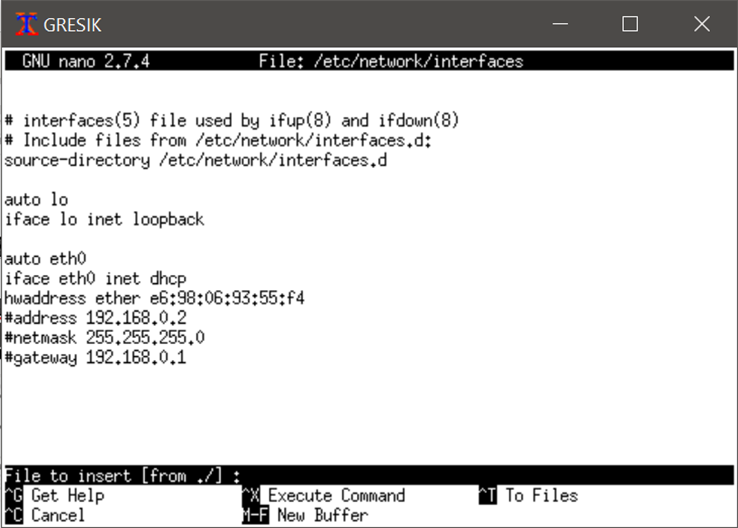 GRESIK
GNU nano 2.7.4 File: /etc/network/interfaces
# interfaces(5) file used by ifup(8) and ifdown(8)
# Include files from /etc/network/interfaces.d:
source-directory /etc/network/interfaces.d
auto lo
iface lo inet loopback
auto eth0
iface eth0 inet dhcp
hwaddress ether e6:98:06:93:55:f4
#address 192.168.0.2
#netmask 255.255.255.0
#gateway 192.168.0.1
File to insert [from ./] :
^G Get Help ^X Execute Command ^T To Files
^C Cancel M-F New Buffer